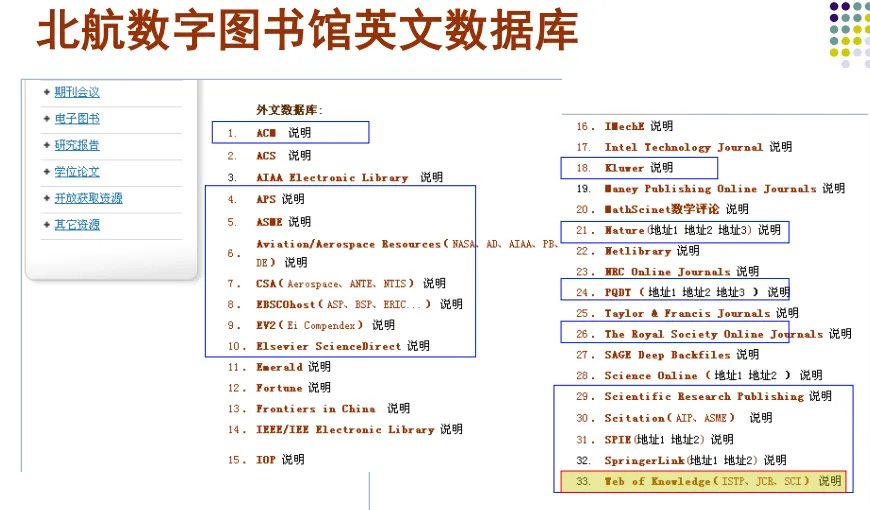 北航数字图书馆英文数据库
期刊会议
电子图书
研究报告
学位论文
开放获取资源
其它资源
外文数据库:
1. ACM 说明
2. ACS 说明
3. AIAA Electronic Library 说明
4. APS 说明
5. ASME 说明
6. Aviation/Aerospace Resources(NASA、AD、AIAA、PB、
DE) 说明
7. CSA(Aerospace、ANTE、NTIS) 说明
8. EBSCOhost(ASP、BSP、ERIC...) 说明
9. EV2(Ei Compendex) 说明
10. Elsevier ScienceDirect 说明
11. Emerald 说明
12. Fortune 说明
13. Frontiers in China 说明
14. IEEE/IEE Electronic Library 说明
15. IOP 说明
16. IMechE 说明
17. Intel Technology Journal 说明
18. Kluwer 说明
19. Maney Publishing Online Journals 说明
20. MathScinet数学评论 说明
21. Nature(地址1 地址2 地址3) 说明
22. Netlibrary 说明
23. NRC Online Journals 说明
24. PQDT (地址1 地址2 地址3 ) 说明
25. Taylor & Francis Journals 说明
26. The Royal Society Online Journals 说明
27. SAGE Deep Backfiles 说明
28. Science Online (地址1 地址2 ) 说明
29. Scientific Research Publishing 说明
30. Scitation(AIP、ASME) 说明
31. SPIE(地址1 地址2) 说明
32. SpringerLink(地址1 地址2) 说明
33. Web of Knowledge(ISTP、JCR、SCI) 说明